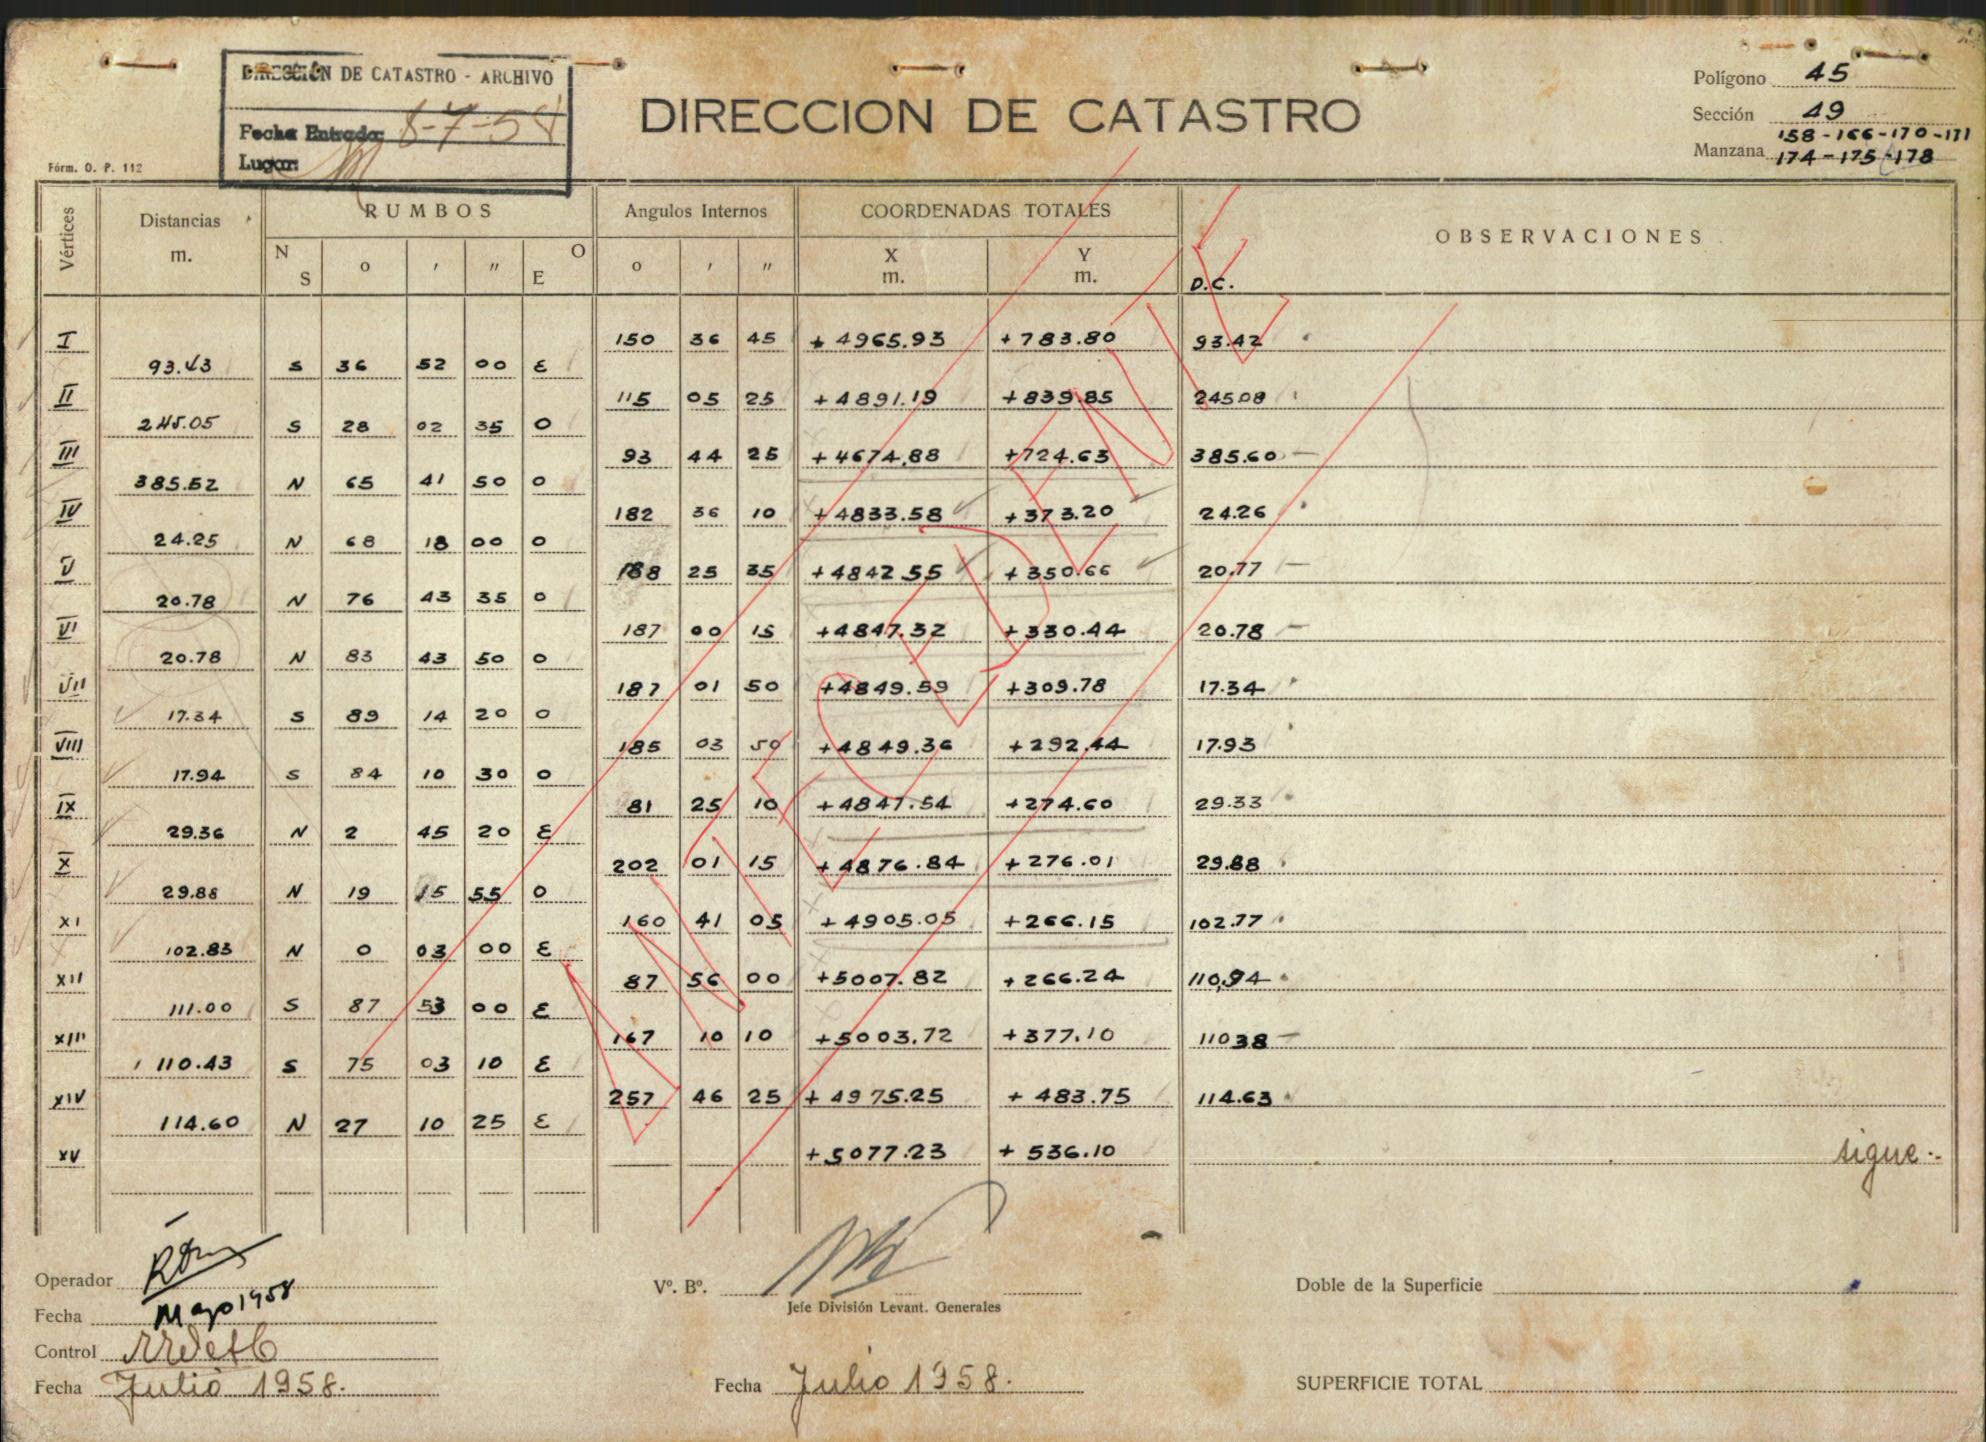 DIRECCIÓN DE CATASTRO - ARCHIVO
Fecha Entrada: 8-7-58
Lugar:
Fórm. O. P. 112
DIRECCION DE CATASTRO
Polígono 45
Sección 49
158-166-170-171
Manzana 174-175-178
Vértices Distancias m. RUMBOS Angulos Internos COORDENADAS TOTALES OBSERVACIONES
N S o ' " O E o ' " X m. Y m. D.C.
I 150 36 45 + 4965.93 + 783.80 93.42
93.43 S 36 52 00 E
II 115 05 25 + 4891.19 + 839.85 245.08
245.05 S 28 02 35 O
III 93 44 25 + 4674.88 + 724.63 385.60
385.52 N 65 41 50 O
IV 182 36 10 + 4833.58 + 373.20 24.26
24.25 N 68 18 00 O
V 188 25 35 + 4842.55 + 350.66 20.77
20.78 N 76 43 35 O
VI 187 00 15 + 4847.32 + 330.44 20.78
20.78 N 83 43 50 O
VII 187 01 50 + 4849.59 + 309.78 17.34
17.34 S 89 14 20 O
VIII 185 03 50 + 4849.36 + 292.44 17.93
17.94 S 84 10 30 O
IX 81 25 10 + 4847.54 + 274.60 29.33
29.36 N 2 45 20 E
X 202 01 15 + 4876.84 + 276.01 29.88
29.88 N 19 15 55 O
XI 160 41 05 + 4905.05 + 266.15 102.77
102.83 N 0 03 00 E
XII 87 56 00 + 5007.82 + 266.24 110,94
111.00 S 87 53 00 E
XIII 167 10 10 + 5003.72 + 377.10 110 38
110.43 S 75 03 10 E
XIV 257 46 25 + 4975.25 + 483.75 114.63
114.60 N 27 10 25 E
XV + 5077.23 + 536.10
sigue.-
Operador
Fecha Mayo 1958
Control
Fecha Julio 1958.
Vº. Bº.
Jefe División Levant. Generales
Fecha Julio 1958.
Doble de la Superficie
SUPERFICIE TOTAL